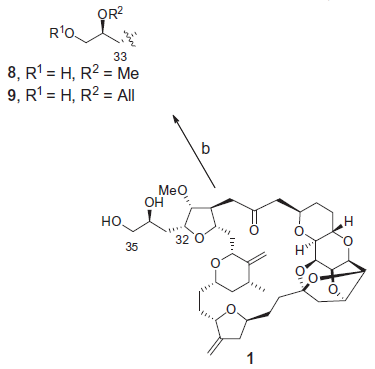 OR²
R¹O
33
8, R¹ = H, R² = Me
9, R¹ = H, R² = All
b
MeO
OH
HO
35
32
O
O
O
H
O
H
O
O
O
O
O
1